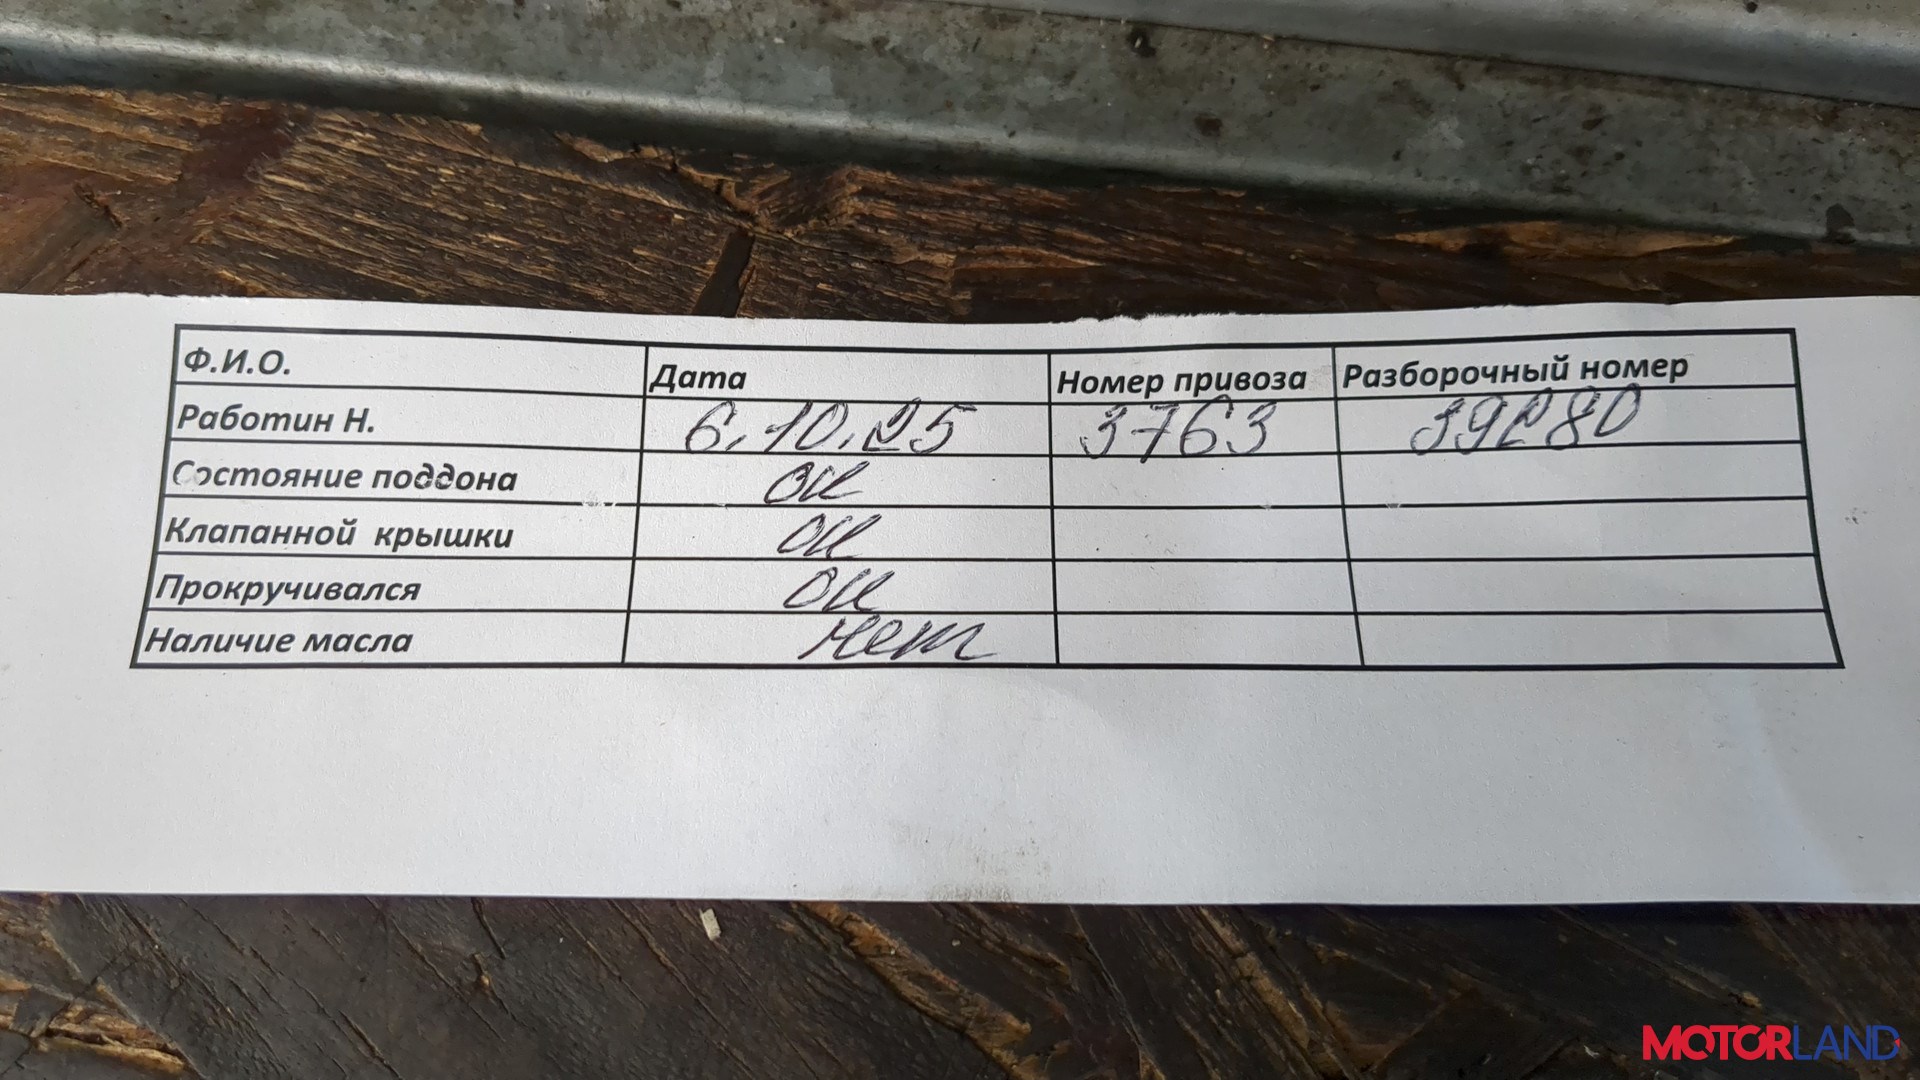 Ф.И.О. Дата Номер привоза Разборочный номер
Работин Н. 6.10.25 3763 39280
Состояние поддона ок
Клапанной крышки ок
Прокручивался ок
Наличие масла нет
MOTORLAND